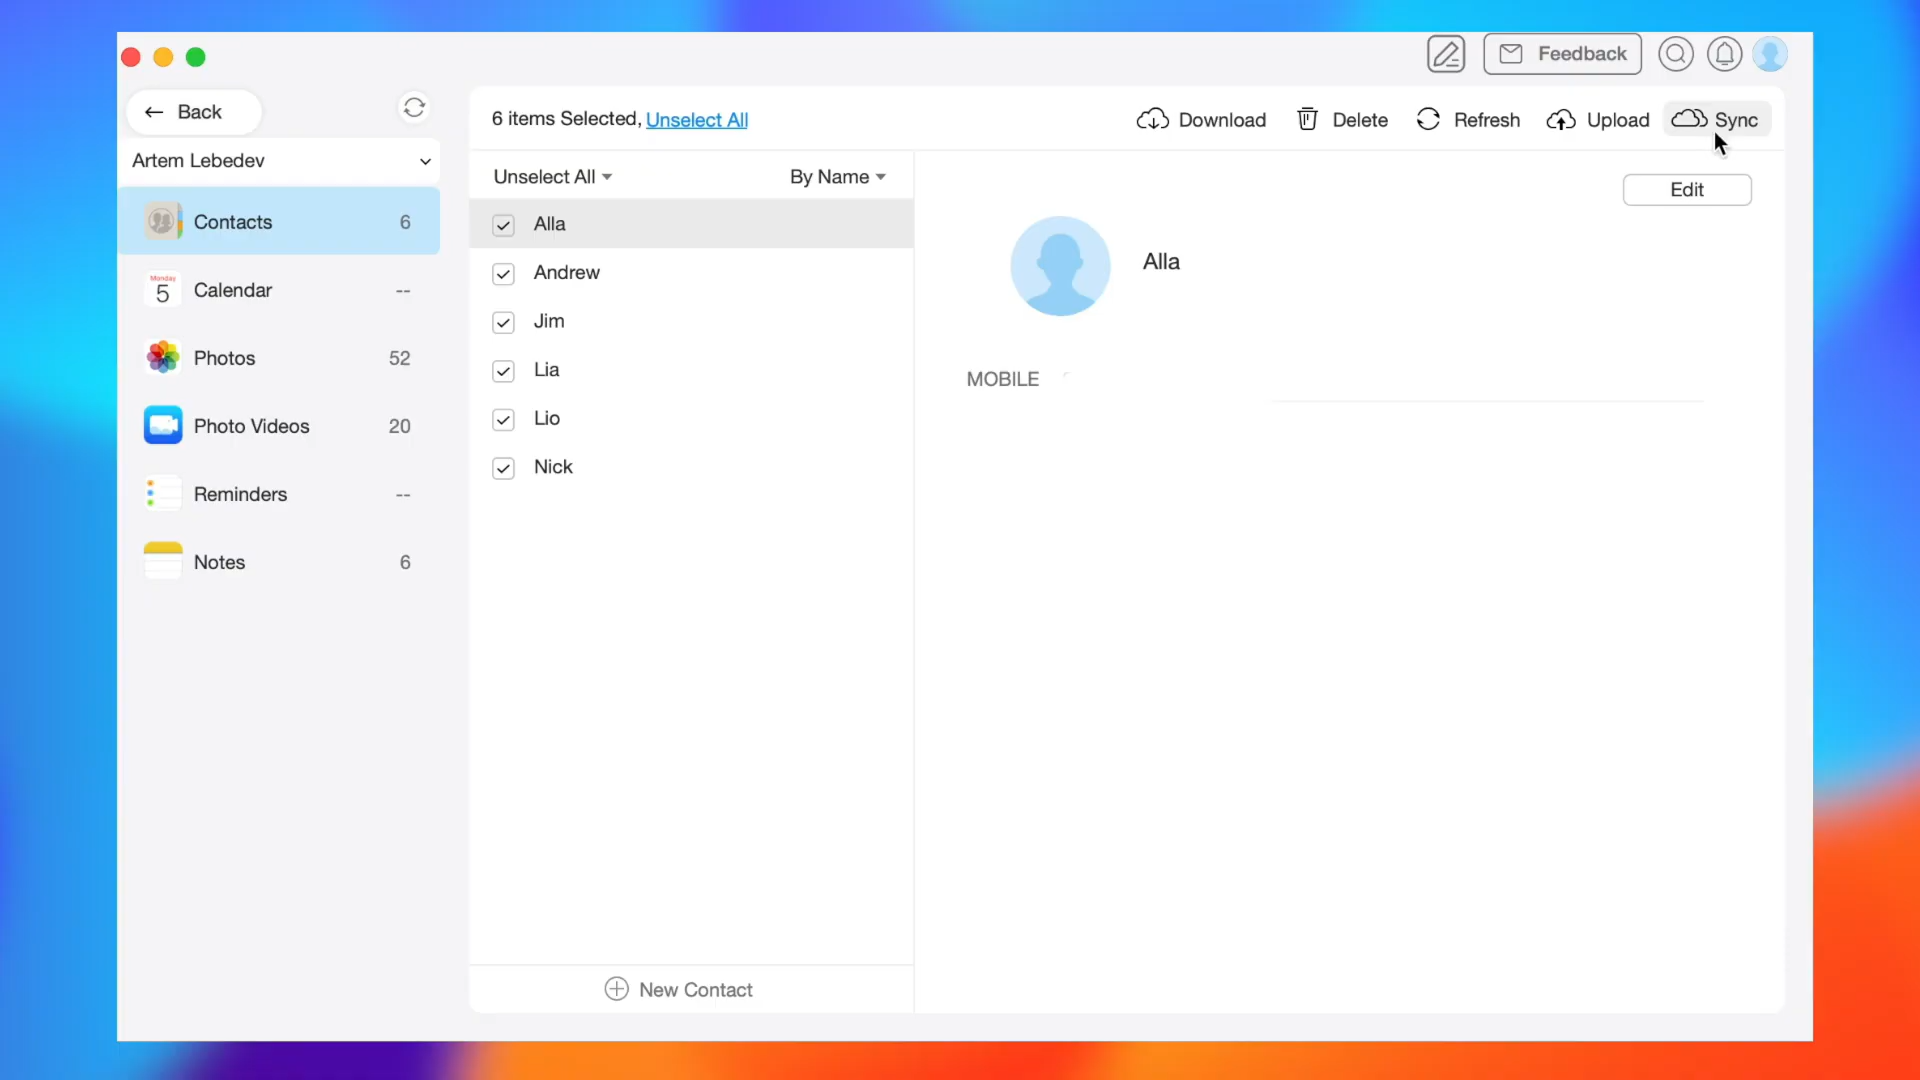 Feedback
Back
Artem Lebedev
Contacts 6
Monday
5
Calendar --
Photos 52
Photo Videos 20
Reminders --
Notes 6
6 items Selected, Unselect All
Download Delete Refresh Upload Sync
Unselect All By Name
Alla
Andrew
Jim
Lia
Lio
Nick
New Contact
Edit
Alla
MOBILE